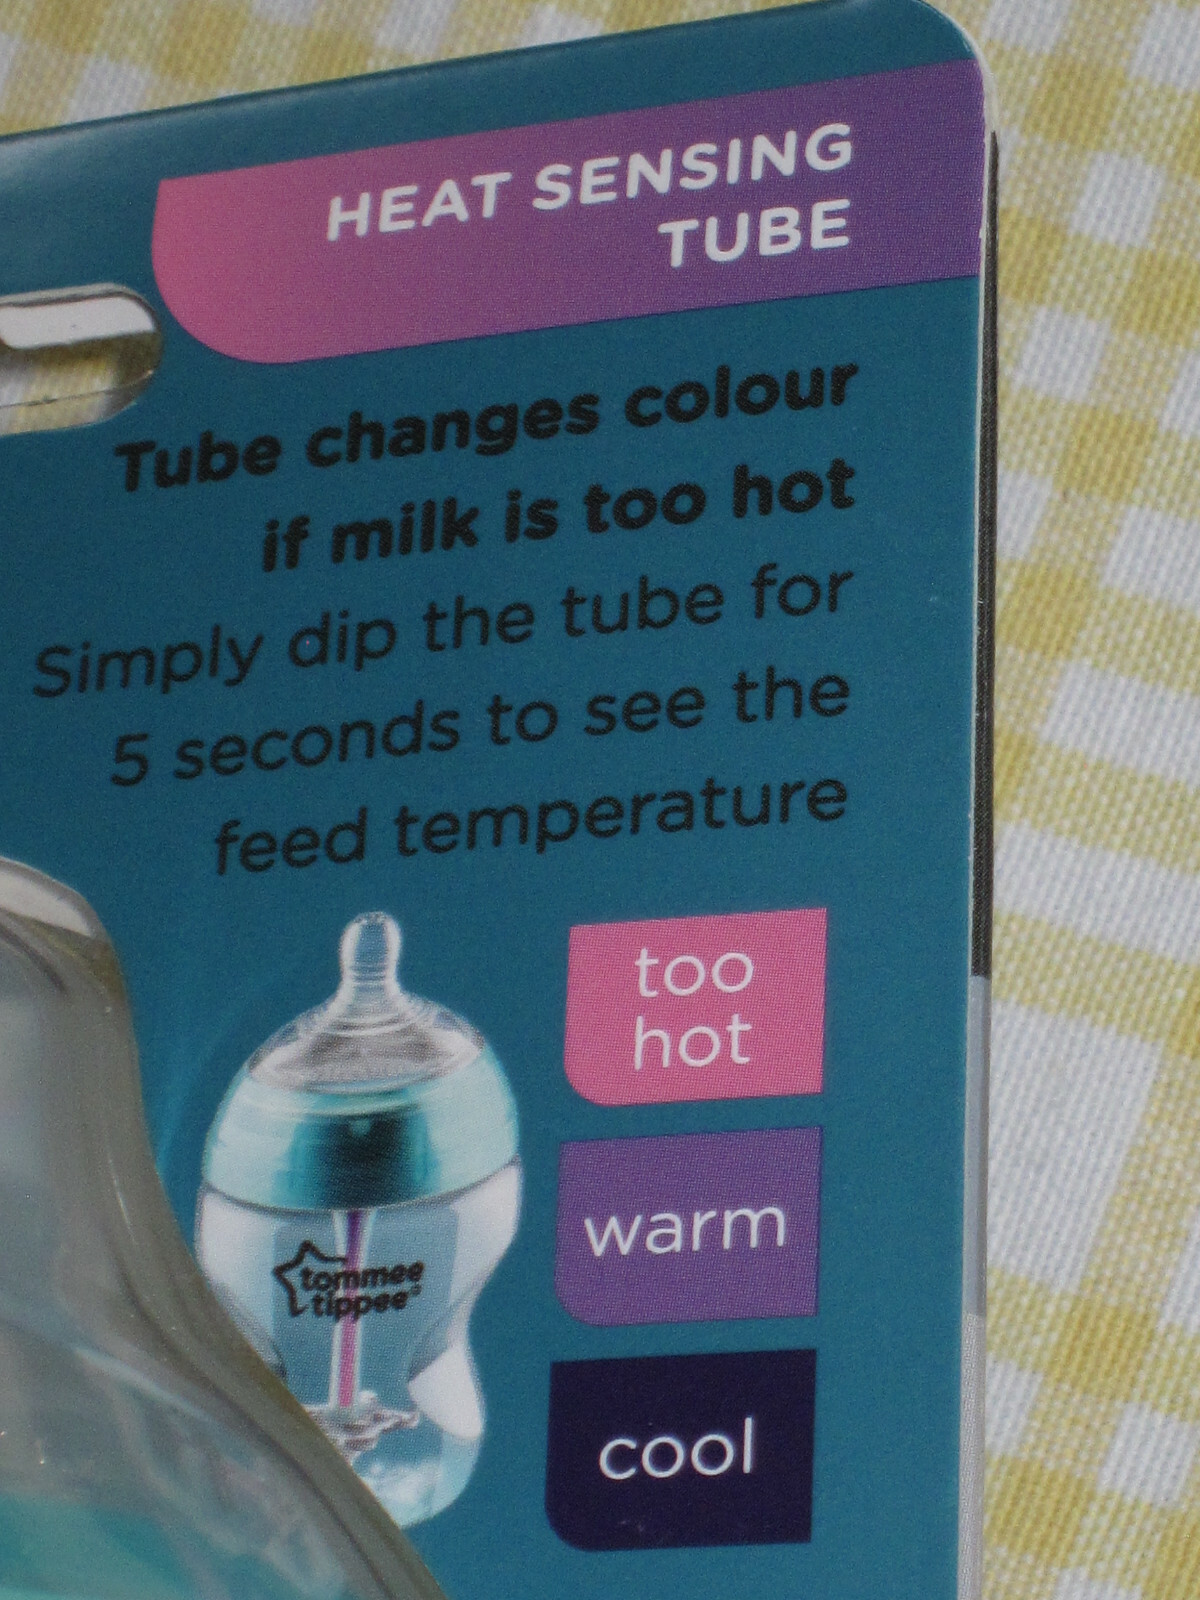 HEAT SENSING
TUBE
Tube changes colour
if milk is too hot
Simply dip the tube for
5 seconds to see the
feed temperature
too
hot
warm
cool
tommee
tippee®